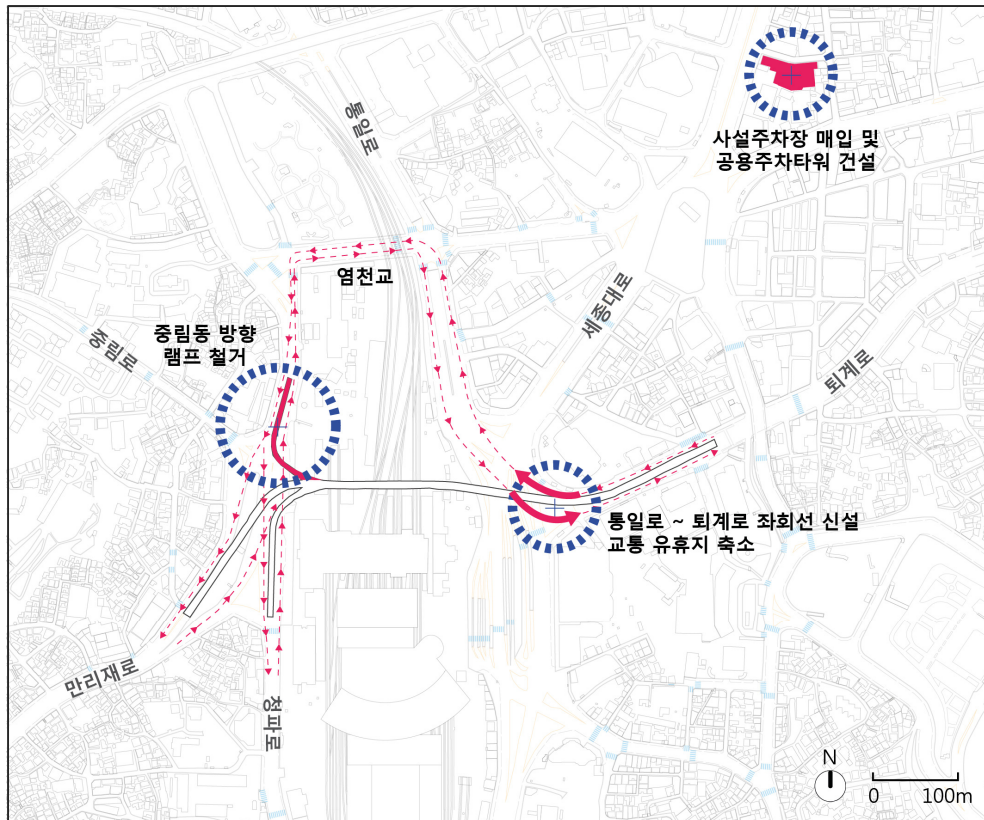 통일로
사설주차장 매입 및
공용주차타워 건설
염천교
세종대로
중림동 방향
램프 철거
중림로
퇴계로
통일로 ~ 퇴계로 좌회선 신설
교통 유휴지 축소
만리재로
청파로
N
0 100m